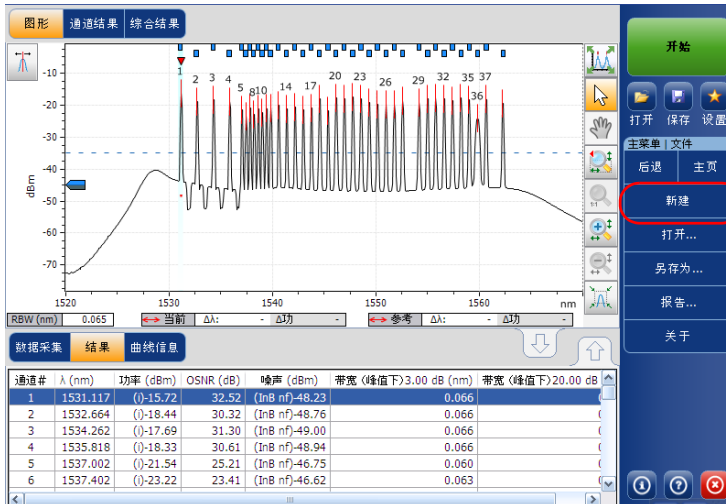 图形 通道结果 综合结果
开始
打开 保存 设置
主菜单 | 文件
后退 主页
新建
打开...
另存为...
报告...
关于
1 2 3 4 5 8 10 14 17 20 23 26 29 32 35 36 37
-10
-20
-30
-40
-50
-60
-70
dBm
1520 1530 1540 1550 1560 nm
1:1
RBW (nm) 0.065 当前 Δλ: - Δ功 - 参考 Δλ: - Δ功 -
数据采集 结果 曲线信息
通道# λ (nm) 功率 (dBm) OSNR (dB) 噪声 (dBm) 带宽 (峰值下)3.00 dB (nm) 带宽 (峰值下)20.00 dB
1 1531.117 (i)-15.72 32.52 (InB nf)-48.23 0.066
2 1532.664 (i)-18.44 30.32 (InB nf)-48.76 0.066
3 1534.262 (i)-17.69 31.30 (InB nf)-49.00 0.066
4 1535.818 (i)-18.33 30.61 (InB nf)-48.94 0.066
5 1537.002 (i)-21.54 25.21 (InB nf)-46.75 0.060
6 1537.402 (i)-23.22 23.41 (InB nf)-46.62 0.063